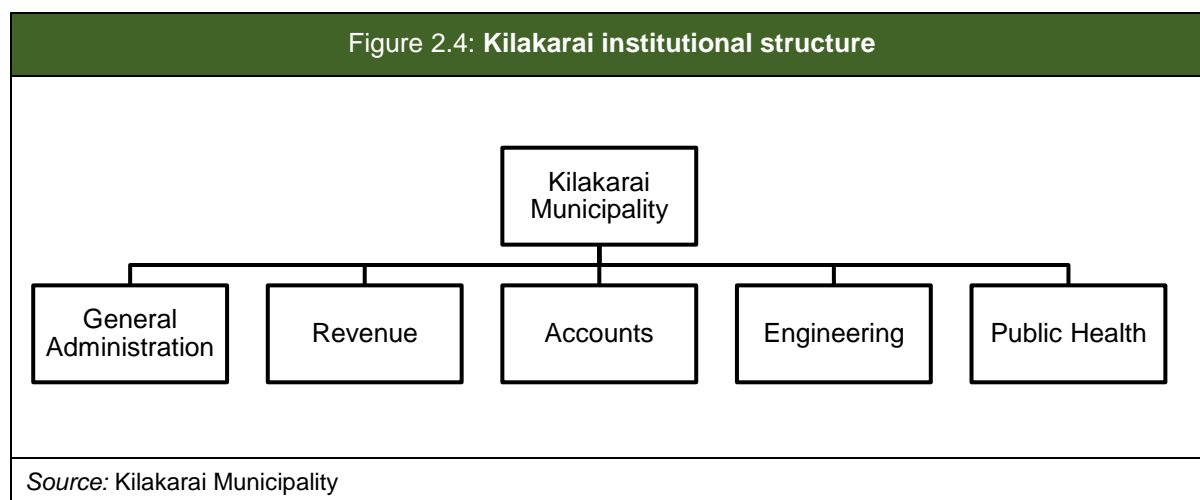 Figure 2.4: Kilakarai institutional structure
Kilakarai
Municipality
General
Administration
Revenue
Accounts
Engineering
Public Health
Source: Kilakarai Municipality